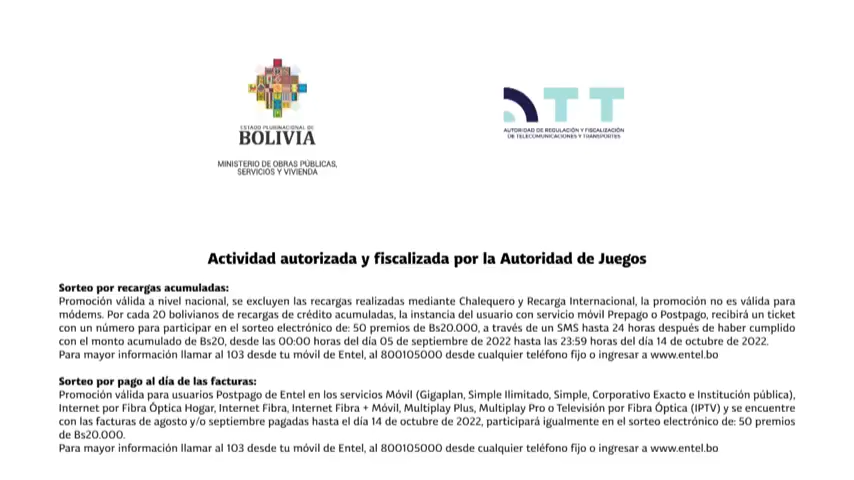 ESTADO PLURINACIONAL DE
BOLIVIA
MINISTERIO DE OBRAS PÚBLICAS,
SERVICIOS Y VIVIENDA
ATT
AUTORIDAD DE REGULACIÓN Y FISCALIZACIÓN
DE TELECOMUNICACIONES Y TRANSPORTES
Actividad autorizada y fiscalizada por la Autoridad de Juegos
Sorteo por recargas acumuladas:
Promoción válida a nivel nacional, se excluyen las recargas realizadas mediante Chalequero y Recarga Internacional, la promoción no es válida para
módems. Por cada 20 bolivianos de recargas de crédito acumuladas, la instancia del usuario con servicio móvil Prepago o Postpago, recibirá un ticket
con un número para participar en el sorteo electrónico de: 50 premios de Bs20.000, a través de un SMS hasta 24 horas después de haber cumplido
con el monto acumulado de Bs20, desde las 00:00 horas del día 05 de septiembre de 2022 hasta las 23:59 horas del día 14 de octubre de 2022.
Para mayor información llamar al 103 desde tu móvil de Entel, al 800105000 desde cualquier teléfono fijo o ingresar a www.entel.bo
Sorteo por pago al día de las facturas:
Promoción válida para usuarios Postpago de Entel en los servicios Móvil (Gigaplan, Simple Ilimitado, Simple, Corporativo Exacto e Institución pública),
Internet por Fibra Óptica Hogar, Internet Fibra, Internet Fibra + Móvil, Multiplay Plus, Multiplay Pro o Televisión por Fibra Óptica (IPTV) y se encuentre
con las facturas de agosto y/o septiembre pagadas hasta el día 14 de octubre de 2022, participará igualmente en el sorteo electrónico de: 50 premios
de Bs20.000.
Para mayor información llamar al 103 desde tu móvil de Entel, al 800105000 desde cualquier teléfono fijo o ingresar a www.entel.bo